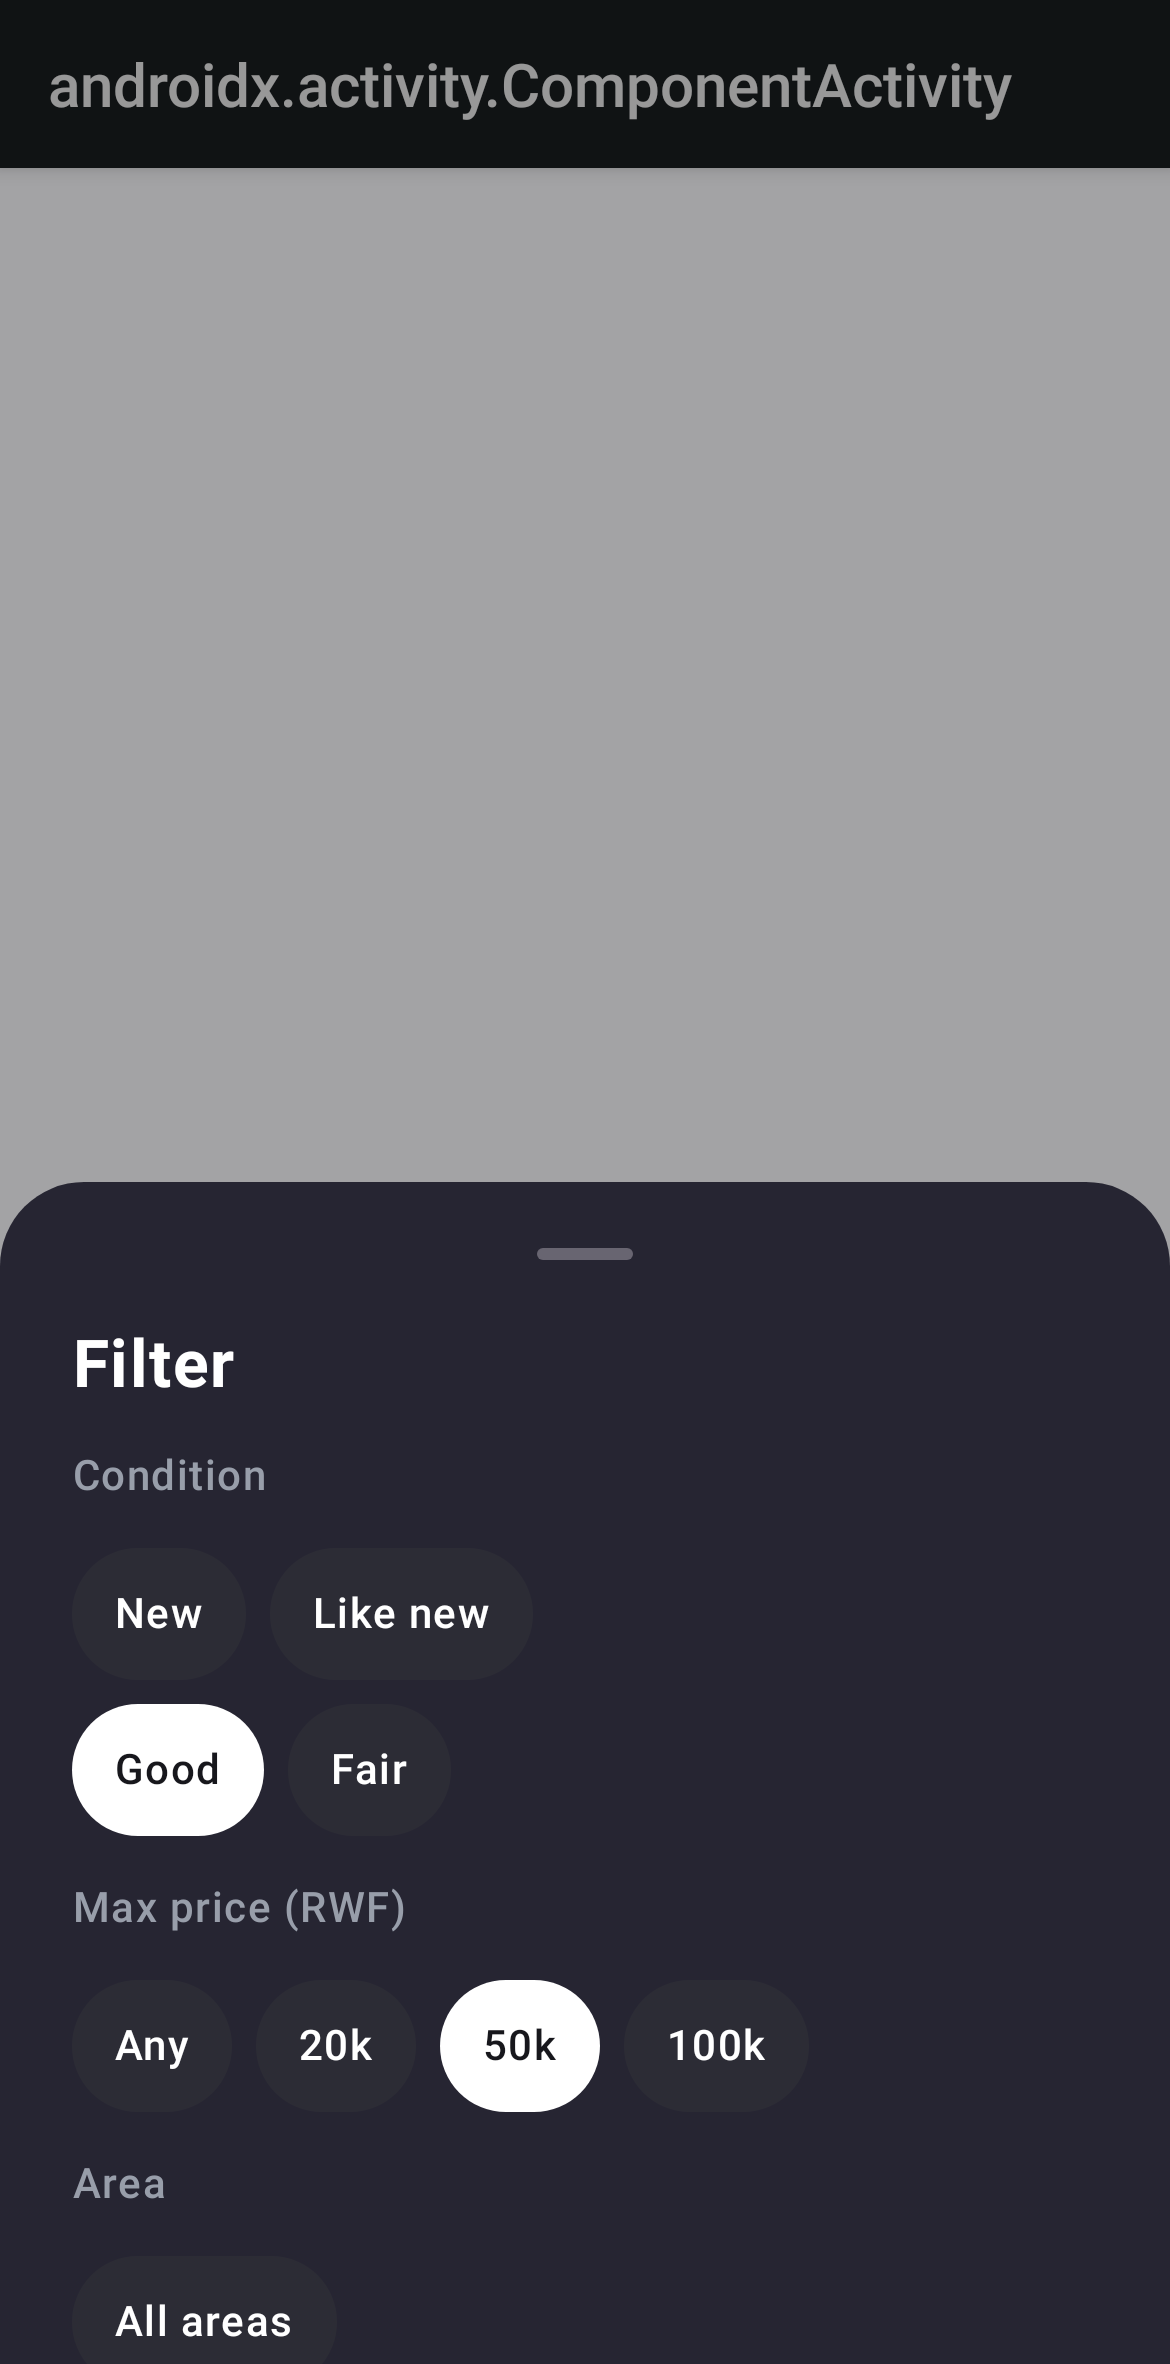 androidx.activity.ComponentActivity
Filter
Condition
New Like new
Good Fair
Max price (RWF)
Any 20k 50k 100k
Area
All areas